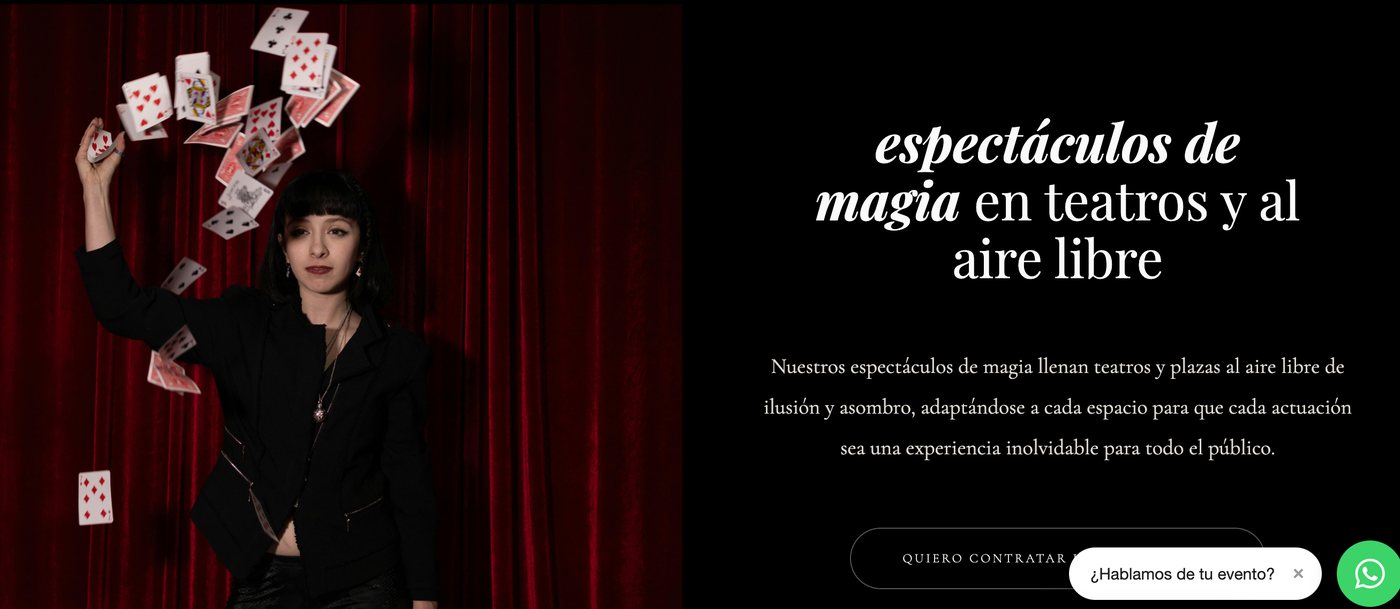 espectáculos de
magia en teatros y al
aire libre
Nuestros espectáculos de magia llenan teatros y plazas al aire libre de
ilusión y asombro, adaptándose a cada espacio para que cada actuación
sea una experiencia inolvidable para todo el público.
QUIERO CONTRATAR
¿Hablamos de tu evento? ×